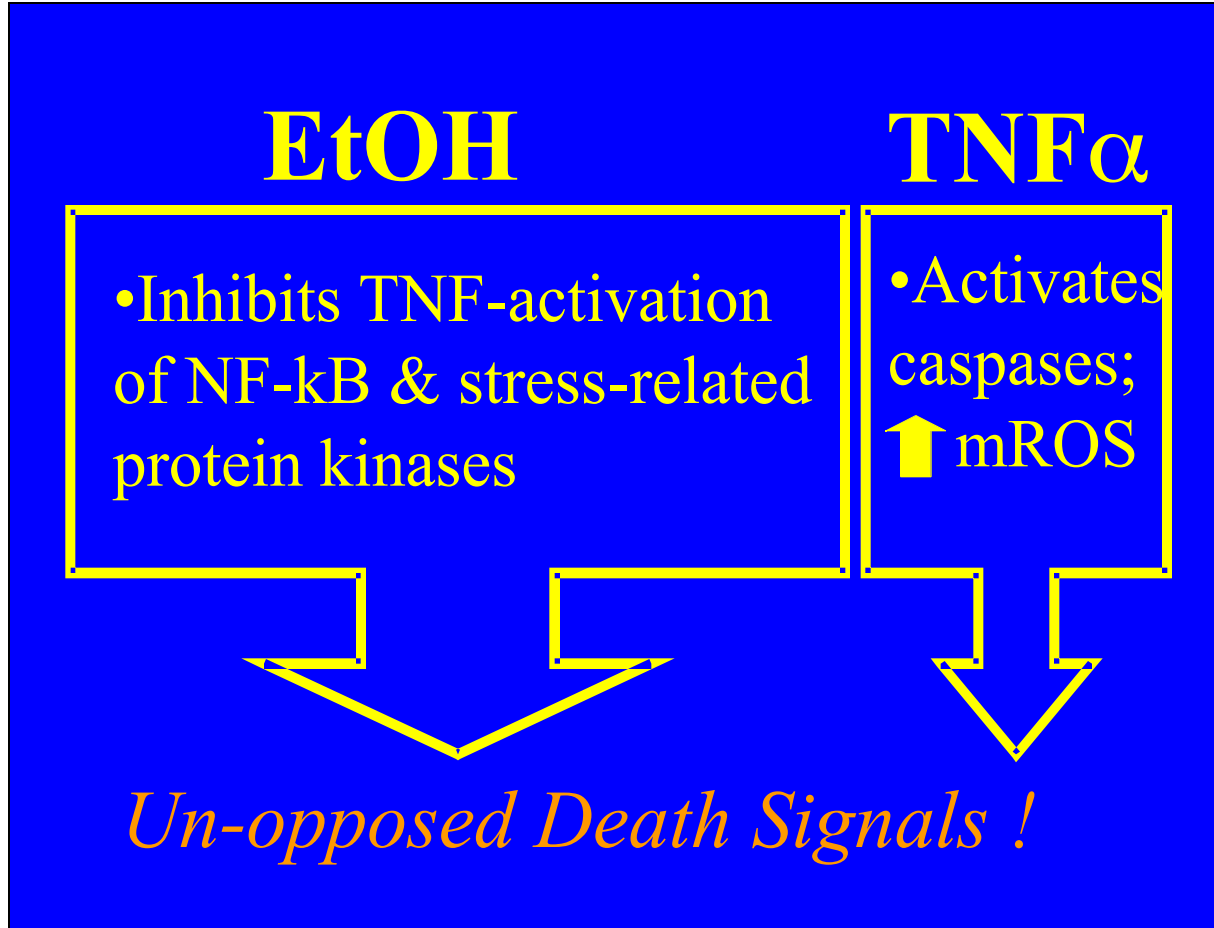 EtOH
TNFα
•Inhibits TNF-activation
of NF-kB & stress-related
protein kinases
•Activates
caspases;
mROS
Un-opposed Death Signals !